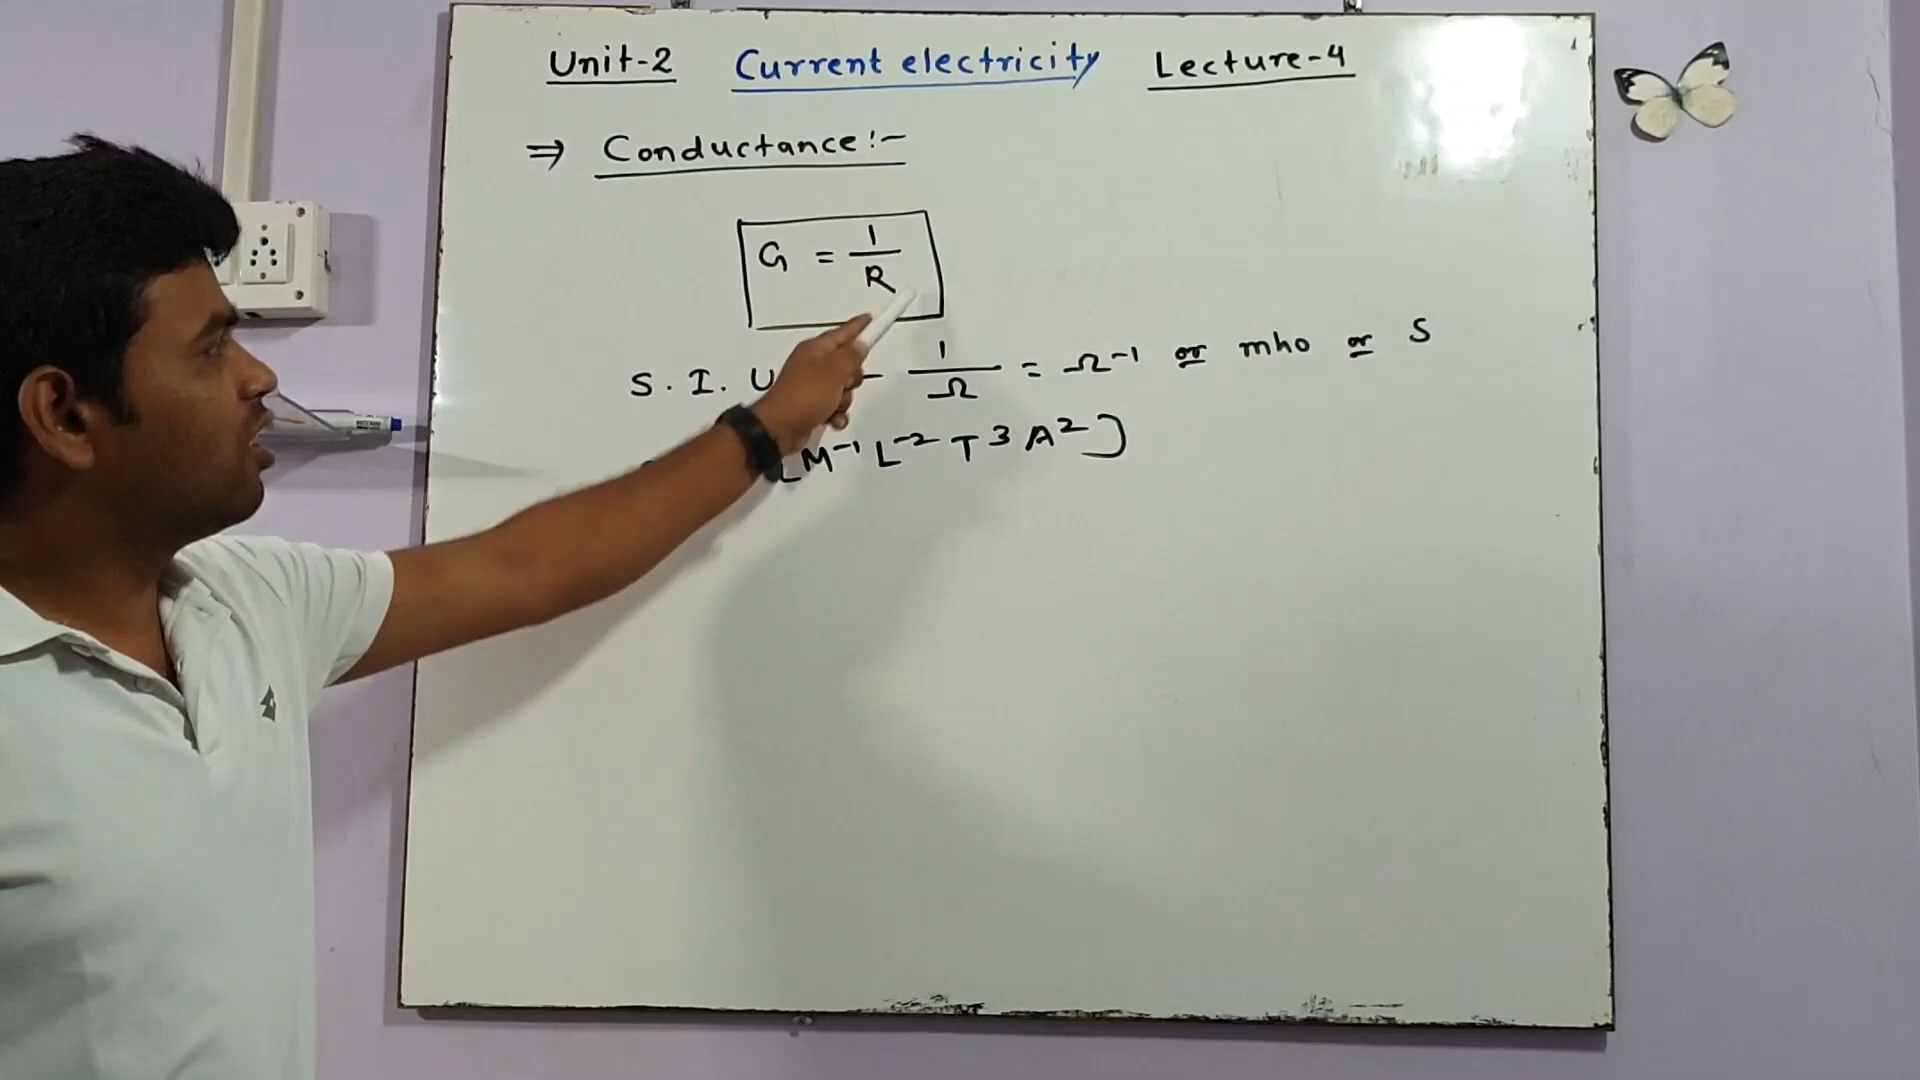 Unit-2 Current electricity Lecture-4
⇒ Conductance:-
G = 1/R
S. I. U - 1/Ω = Ω⁻¹ or mho or S
[M⁻¹ L⁻² T³ A²]